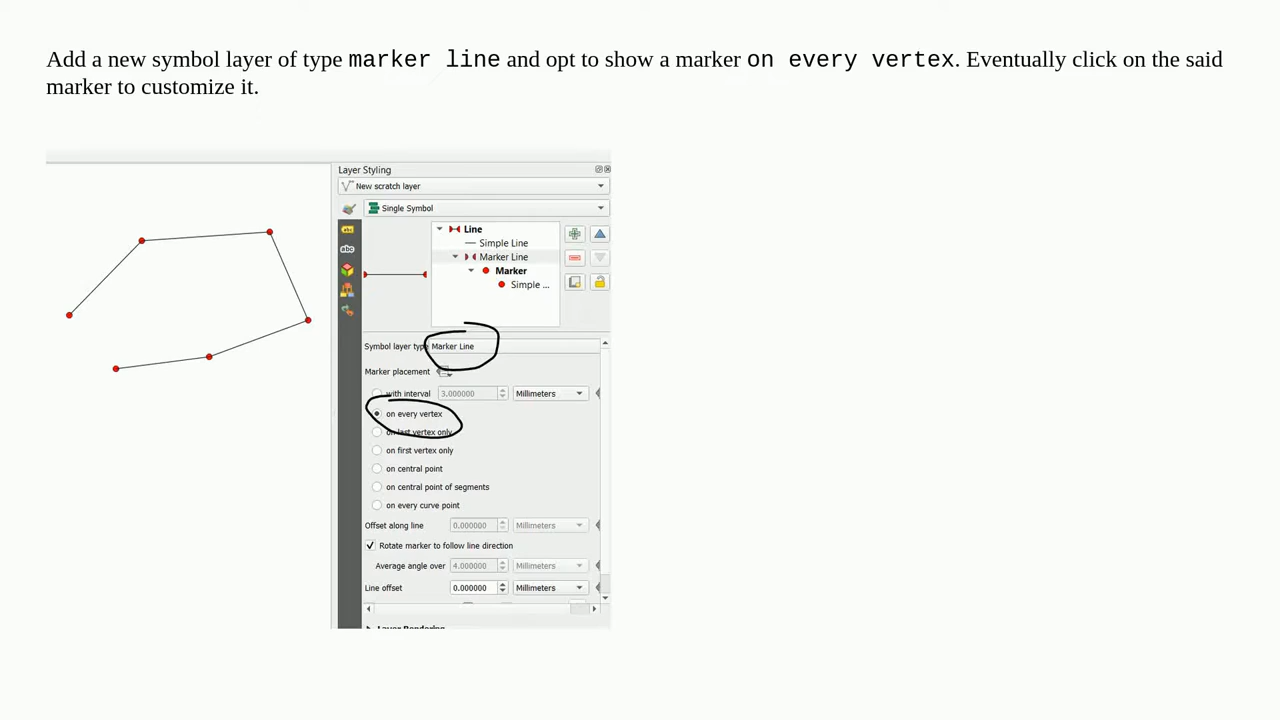 Add a new symbol layer of type marker line and opt to show a marker on every vertex. Eventually click on the said
marker to customize it.
Layer Styling
New scratch layer
Single Symbol
Line
Simple Line
Marker Line
Marker
Simple ...
Symbol layer type Marker Line
Marker placement
with interval 3,000000 Millimeters
on every vertex
on last vertex only
on first vertex only
on central point
on central point of segments
on every curve point
Offset along line 0.000000 Millimeters
Rotate marker to follow line direction
Average angle over 4.000000 Millimeters
Line offset 0.000000 Millimeters
Layer Rendering
abc
abc